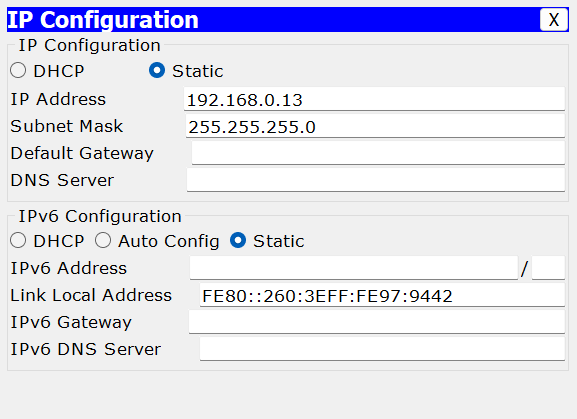 IP Configuration X
IP Configuration
DHCP Static
IP Address 192.168.0.13
Subnet Mask 255.255.255.0
Default Gateway
DNS Server
IPv6 Configuration
DHCP Auto Config Static
IPv6 Address /
Link Local Address FE80::260:3EFF:FE97:9442
IPv6 Gateway
IPv6 DNS Server